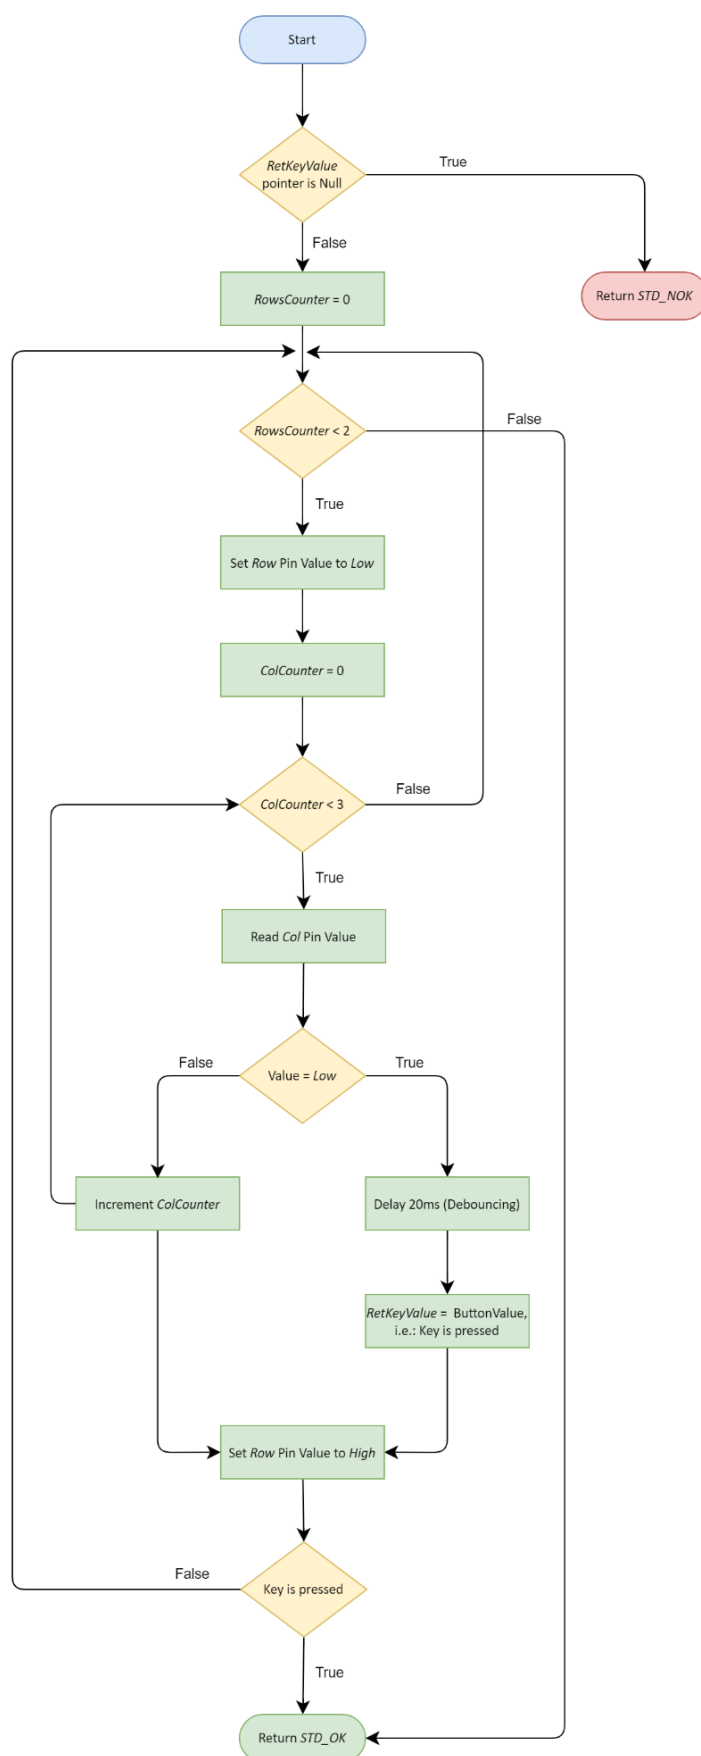 Start
RetKeyValue
pointer is Null
True
False
RowsCounter = 0
Return STD_NOK
RowsCounter < 2
False
True
Set Row Pin Value to Low
ColCounter = 0
ColCounter < 3
False
True
Read Col Pin Value
False
Value = Low
True
Increment ColCounter
Delay 20ms (Debouncing)
RetKeyValue = ButtonValue,
i.e.: Key is pressed
Set Row Pin Value to High
False
Key is pressed
True
Return STD_OK